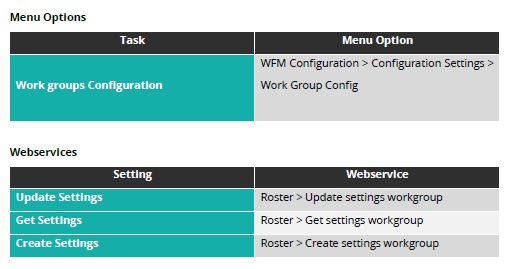 Menu Options
Task Menu Option
Work groups Configuration WFM Configuration > Configuration Settings >
Work Group Config
Webservices
Setting Webservice
Update Settings Roster > Update settings workgroup
Get Settings Roster > Get settings workgroup
Create Settings Roster > Create settings workgroup